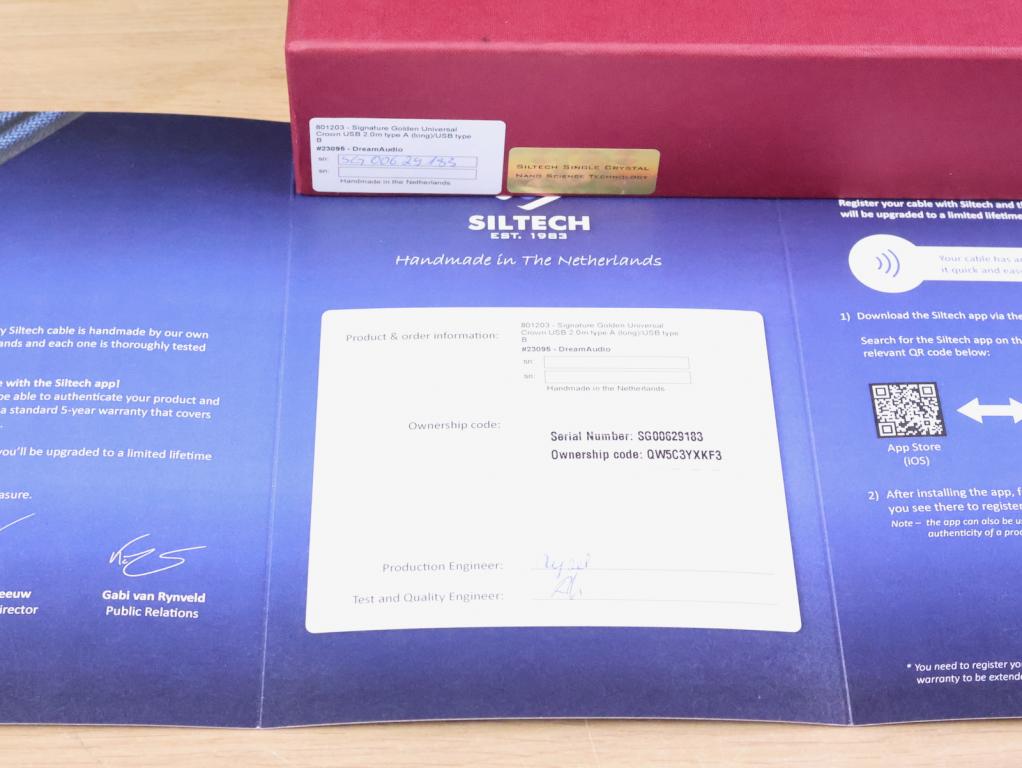 801203 - Signature Golden Universal
Crown USB 2.0m type A (long)/USB type
B
#23095 - DreamAudio
sn: SG 00629183
sn:
Handmade in the Netherlands
SILTECH SINGLE CRYSTAL
NANO SCIENCE TECHNOLOGY
y Siltech cable is handmade by our own
ands and each one is thoroughly tested
with the Siltech app!
be able to authenticate your product and
a standard 5-year warranty that covers
you'll be upgraded to a limited lifetime
asure.
eeuw
irector
Gabi van Rynveld
Public Relations
SILTECH
EST. 1983
Handmade in The Netherlands
Product & order information:
801203 - Signature Golden Universal
Crown USB 2.0m type A (long)/USB type
B
#23095 - DreamAudio
sn:
sn:
Handmade in the Netherlands
Ownership code:
Serial Number: SG00629183
Ownership code: QW5C3YXKF3
Production Engineer:
Test and Quality Engineer:
Register your cable with Siltech and t
will be upgraded to a limited lifetime
Your cable has a
it quick and eas
1) Download the Siltech app via the
Search for the Siltech app on th
relevant QR code below:
App Store
(iOS)
2) After installing the app, f
you see there to register
Note – the app can also be u
authenticity of a pro
* You need to register yo
warranty to be extende